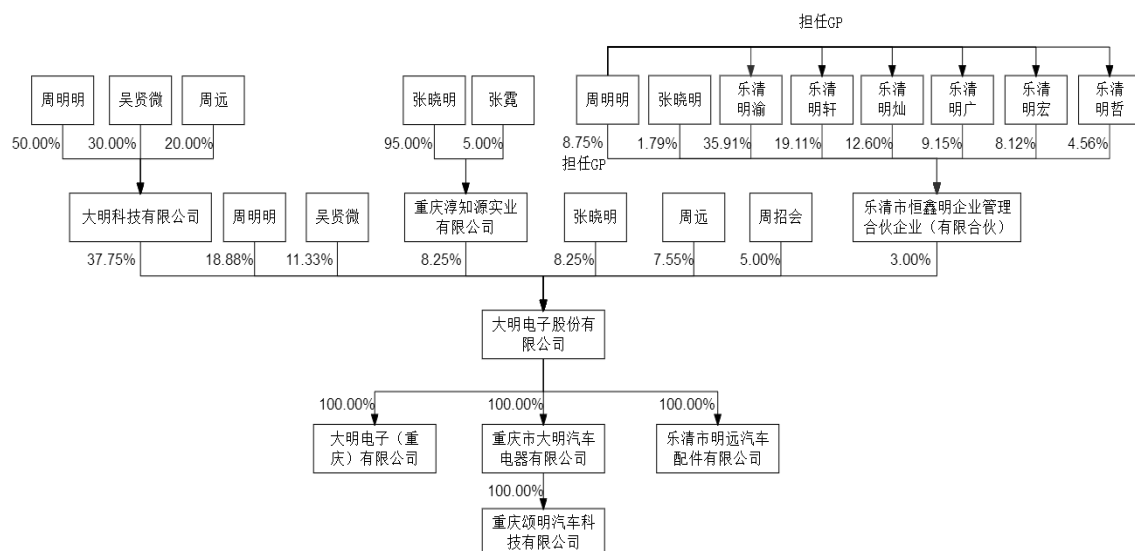 担任GP
周明明
吴贤微
周远
张晓明
张霓
周明明
张晓明
乐清
明渝
乐清
明轩
乐清
明灿
乐清
明广
乐清
明宏
乐清
明哲
50.00%
30.00%
20.00%
95.00%
5.00%
8.75%
1.79%
35.91%
19.11%
12.60%
9.15%
8.12%
4.56%
担任GP
大明科技有限公司
周明明
吴贤微
重庆淳知源实业
有限公司
张晓明
周远
周招会
乐清市恒鑫明企业管理
合伙企业（有限合伙）
37.75%
18.88%
11.33%
8.25%
8.25%
7.55%
5.00%
3.00%
大明电子股份有
限公司
100.00%
100.00%
100.00%
大明电子（重
庆）有限公司
重庆市大明汽车
电器有限公司
乐清市明远汽车
配件有限公司
100.00%
重庆颂明汽车科
技有限公司